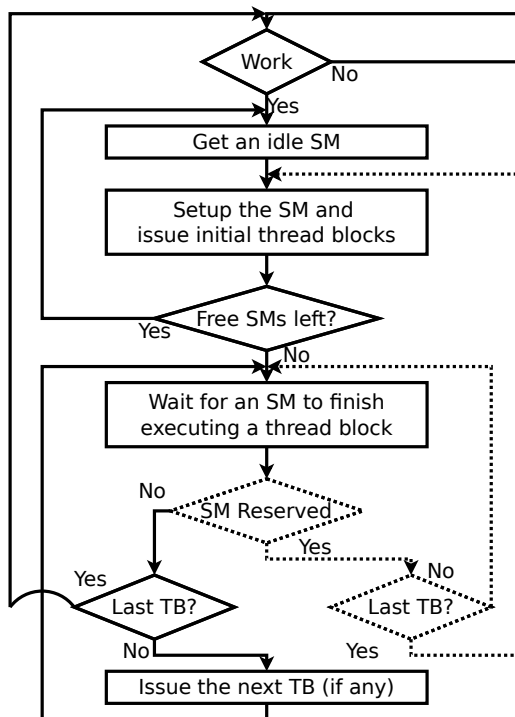 Work
No
Yes
Get an idle SM
Setup the SM and
issue initial thread blocks
Free SMs left?
Yes
No
Wait for an SM to finish
executing a thread block
No
SM Reserved
Yes
Yes
No
Last TB?
Last TB?
No
Yes
Issue the next TB (if any)